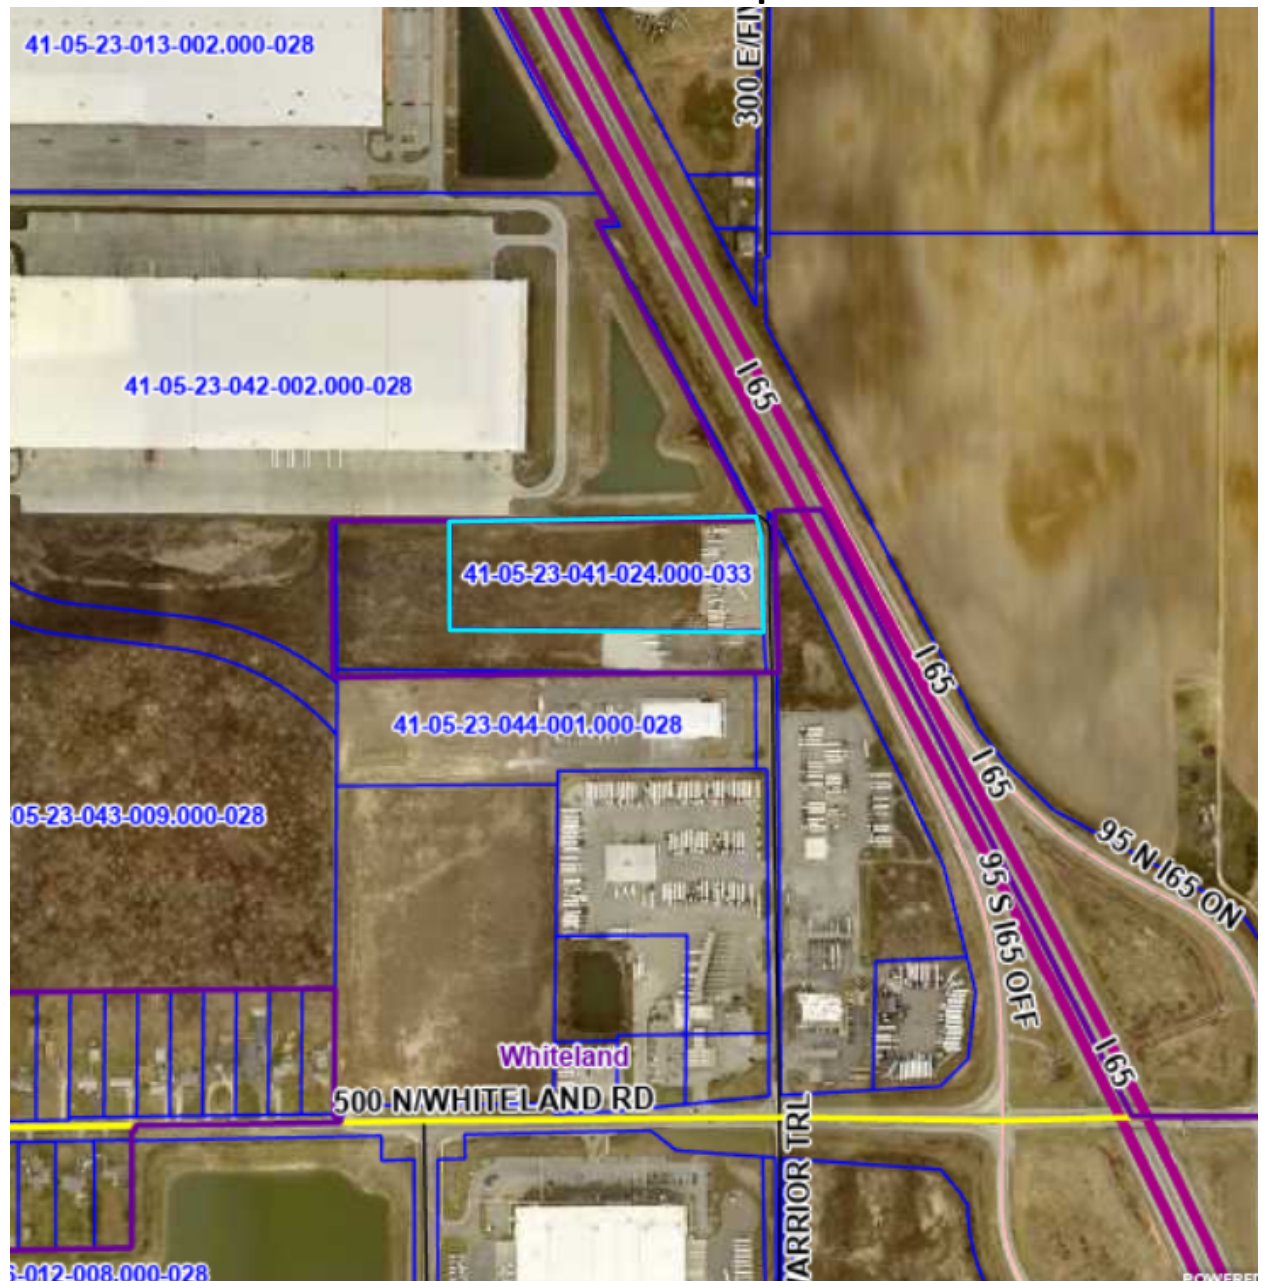 41-05-23-013-002.000-028
300 E/FI
41-05-23-042-002.000-028
I 65
41-05-23-041-024.000-033
I 65
41-05-23-044-001.000-028
I 65
05-23-043-009.000-028
95 N I65 ON
95 S I65 OFF
Whiteland
I 65
500 N/WHITELAND RD
ARRIOR TRL
-012-008.000-028
POWERED